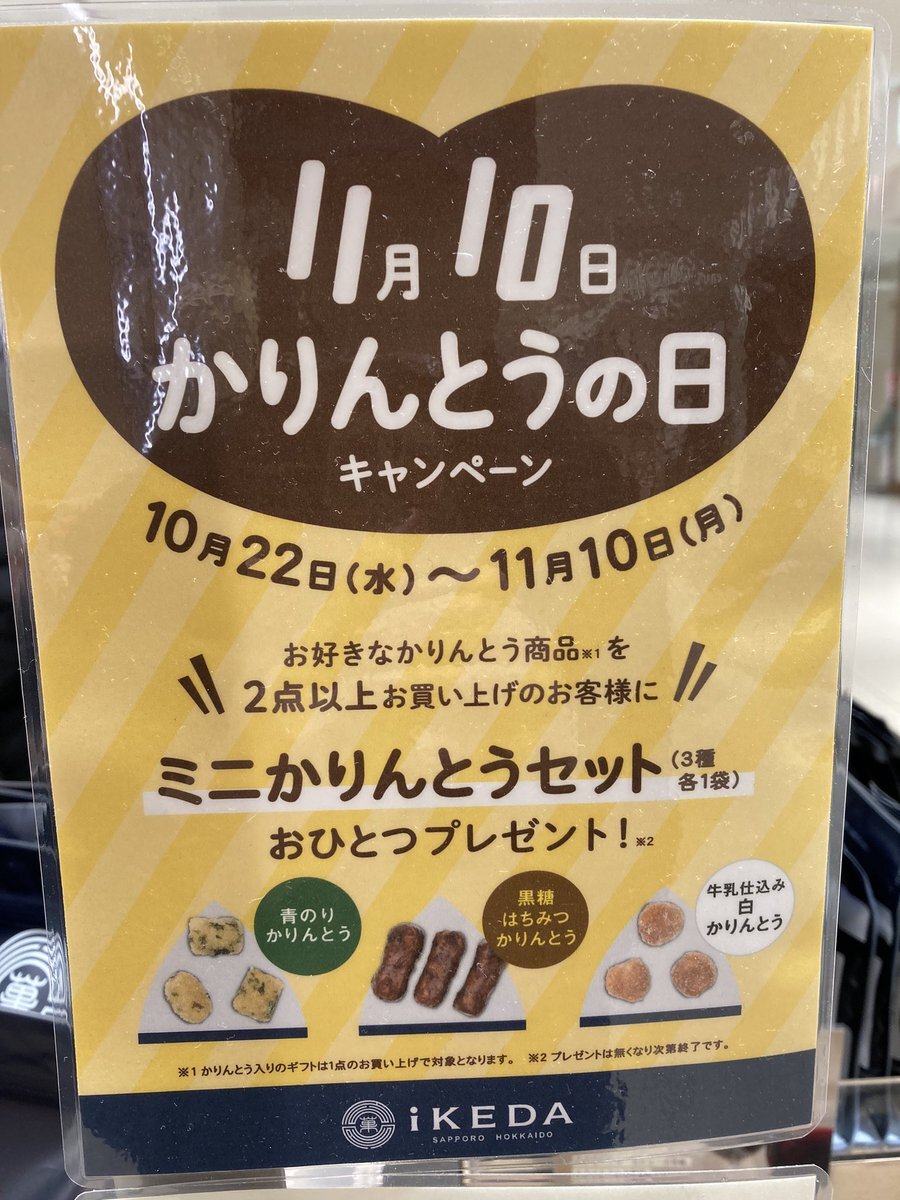 11月10日
かりんとうの日
キャンペーン
10月22日(水)〜11月10日(月)
お好きなかりんとう商品※1を
2点以上お買い上げのお客様に
ミニかりんとうセット(3種各1袋)
おひとつプレゼント!※2
青のり
かりんとう
黒糖
はちみつ
かりんとう
牛乳仕込み
白
かりんとう
※1 かりんとう入りのギフトは1点のお買い上げで対象となります。 ※2 プレゼントは無くなり次第終了です。
菓 iKEDA
SAPPORO HOKKAIDO